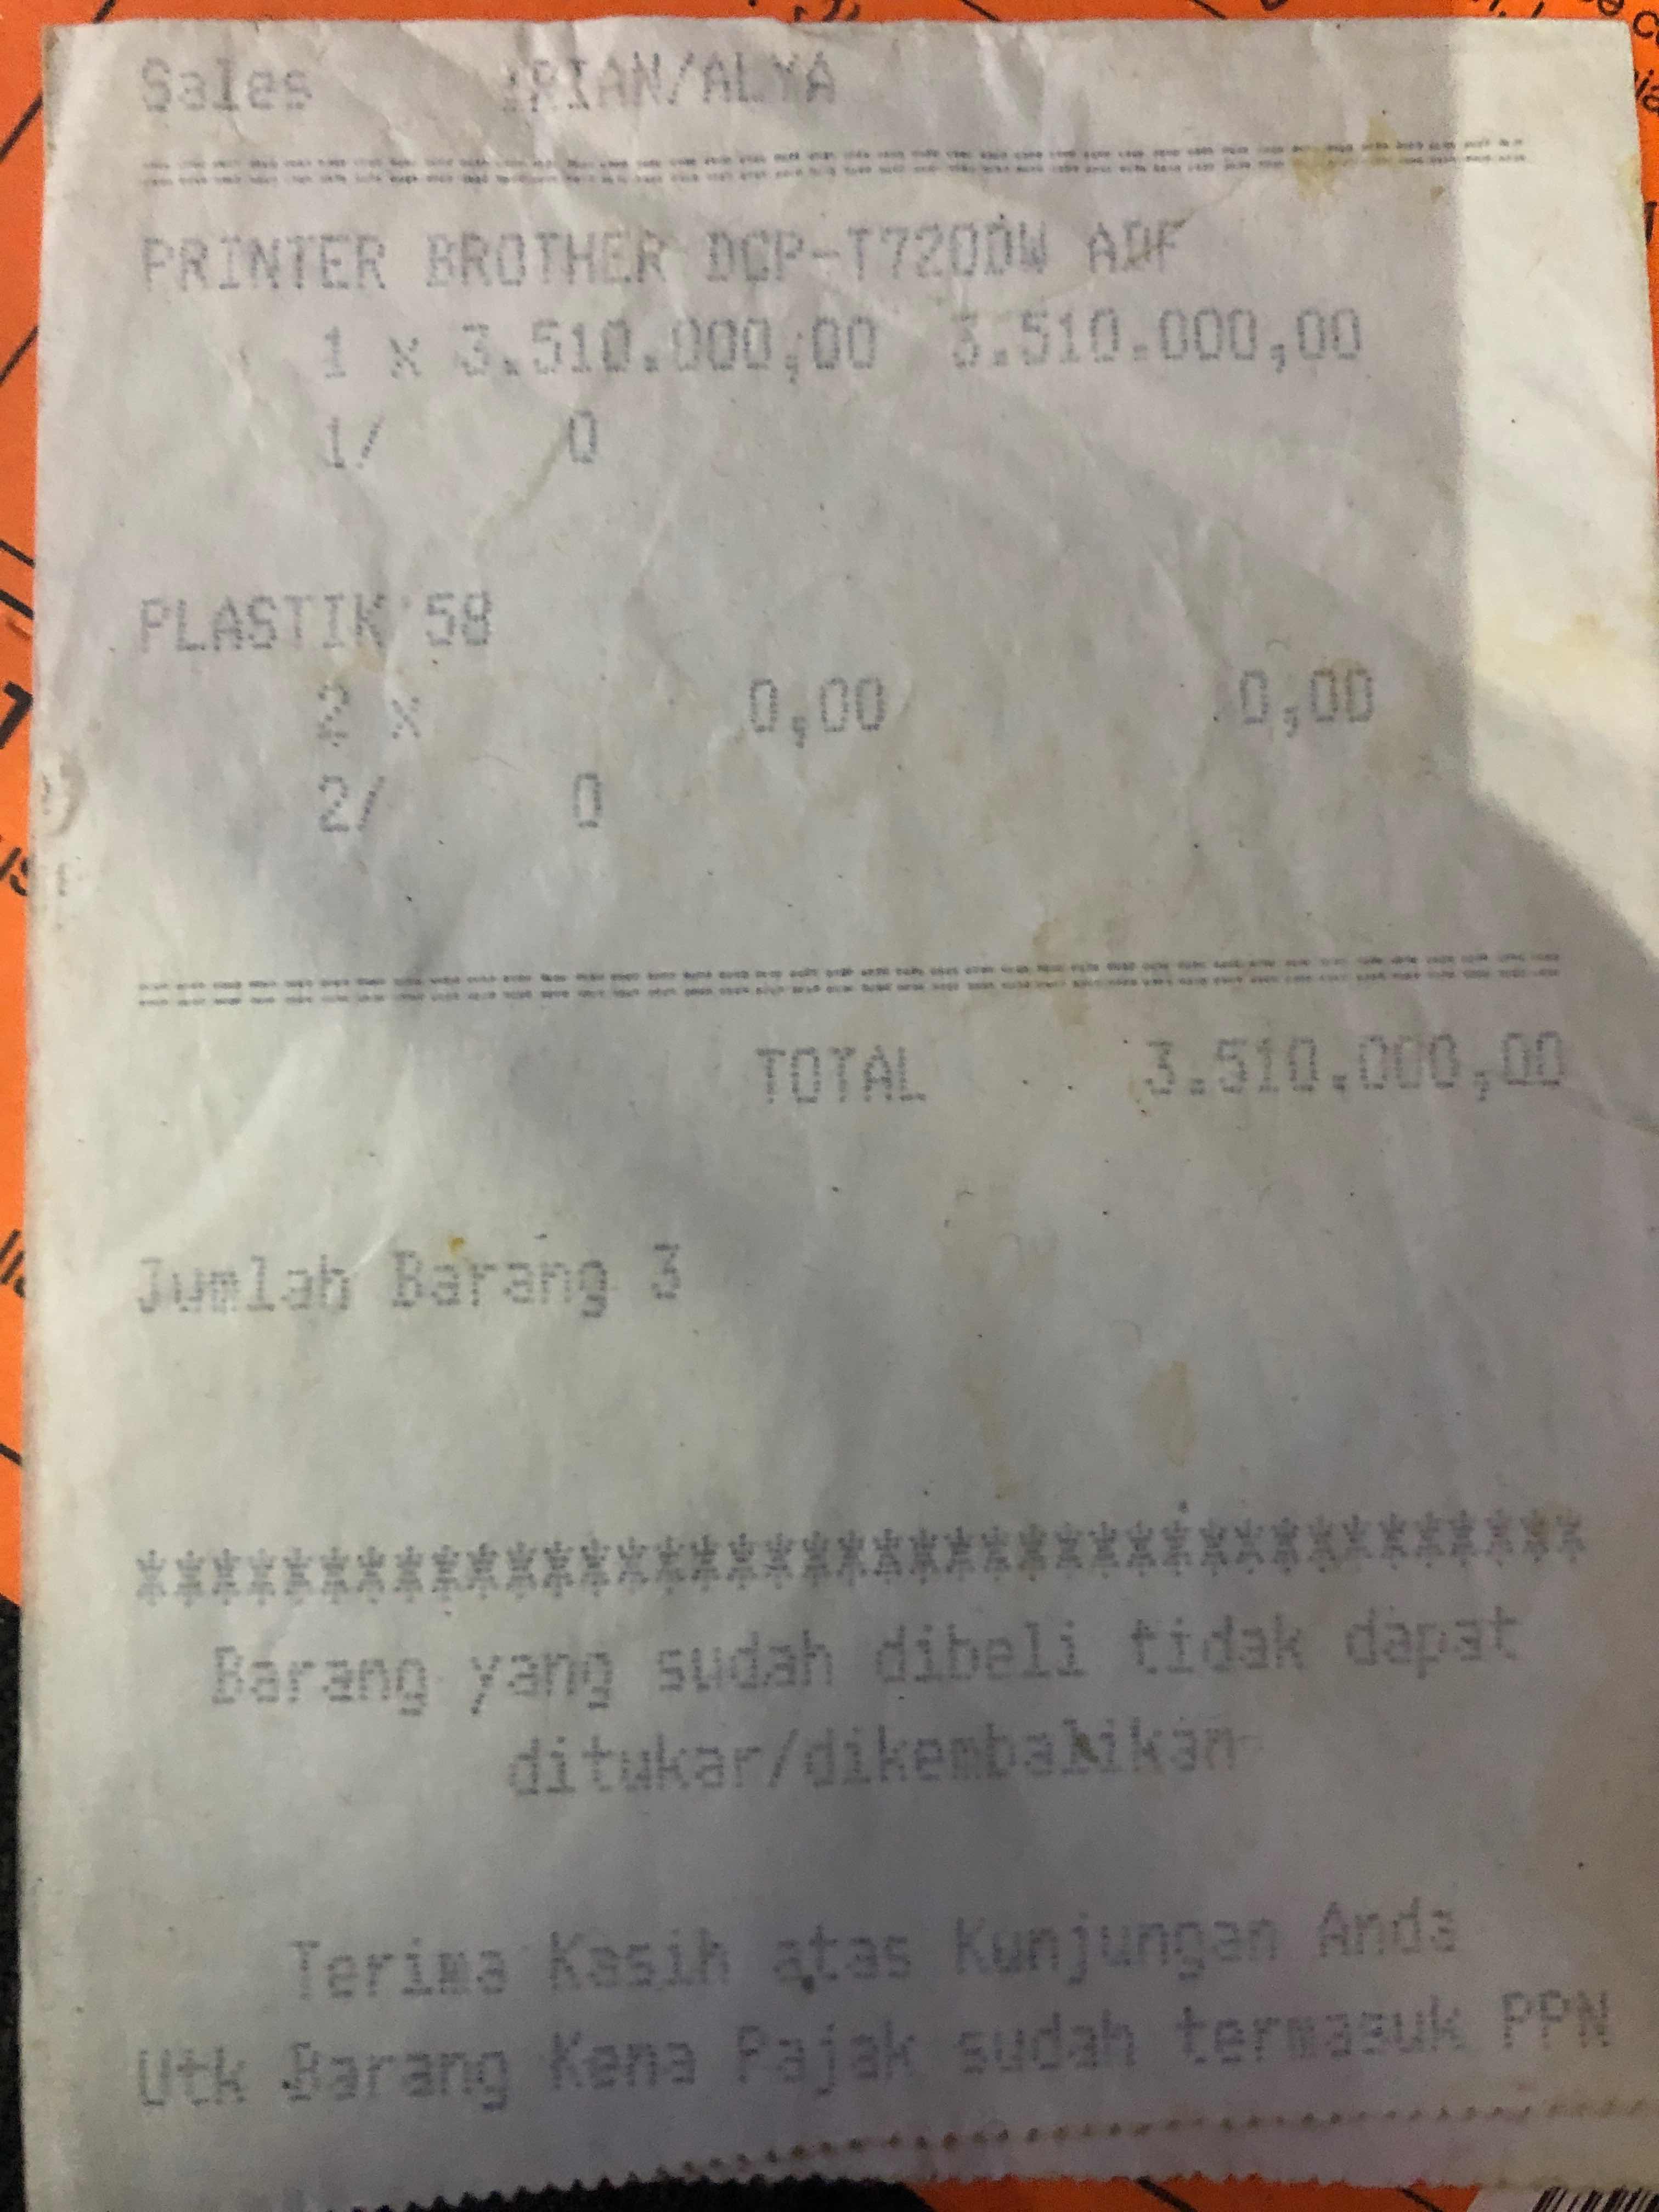 Sales :RIAN/ALYA
PRINTER BROTHER DCP-T720DW ADF
1 x 3.510.000,00 3.510.000,00
1/ 0
PLASTIK 58
2 x 0,00 0,00
2/ 0
TOTAL 3.510.000,00
Jumlah Barang 3
****************************************
Barang yang sudah dibeli tidak dapat
ditukar/dikembalikan
Terima Kasih atas Kunjungan Anda
Utk Barang Kena Pajak sudah termasuk PPN